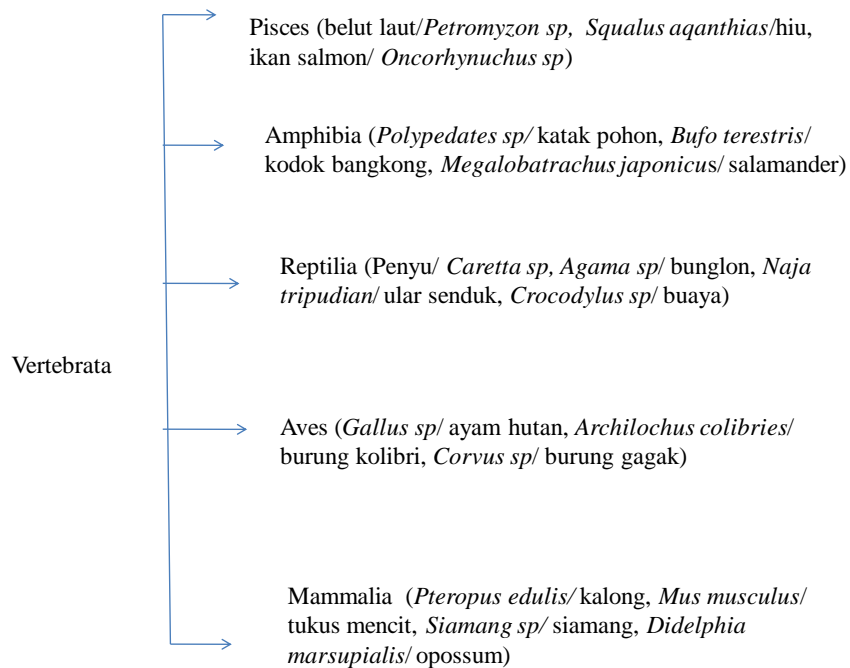 Pisces (belut laut/Petromyzon sp, Squalus aqanthias/hiu,
ikan salmon/ Oncorhynuchus sp)
Amphibia (Polypedates sp/ katak pohon, Bufo terestris/
kodok bangkong, Megalobatrachus japonicus/ salamander)
Reptilia (Penyu/ Caretta sp, Agama sp/ bunglon, Naja
tripudian/ ular senduk, Crocodylus sp/ buaya)
Vertebrata
Aves (Gallus sp/ ayam hutan, Archilochus colibries/
burung kolibri, Corvus sp/ burung gagak)
Mammalia (Pteropus edulis/ kalong, Mus musculus/
tukus mencit, Siamang sp/ siamang, Didelphia
marsupialis/ opossum)